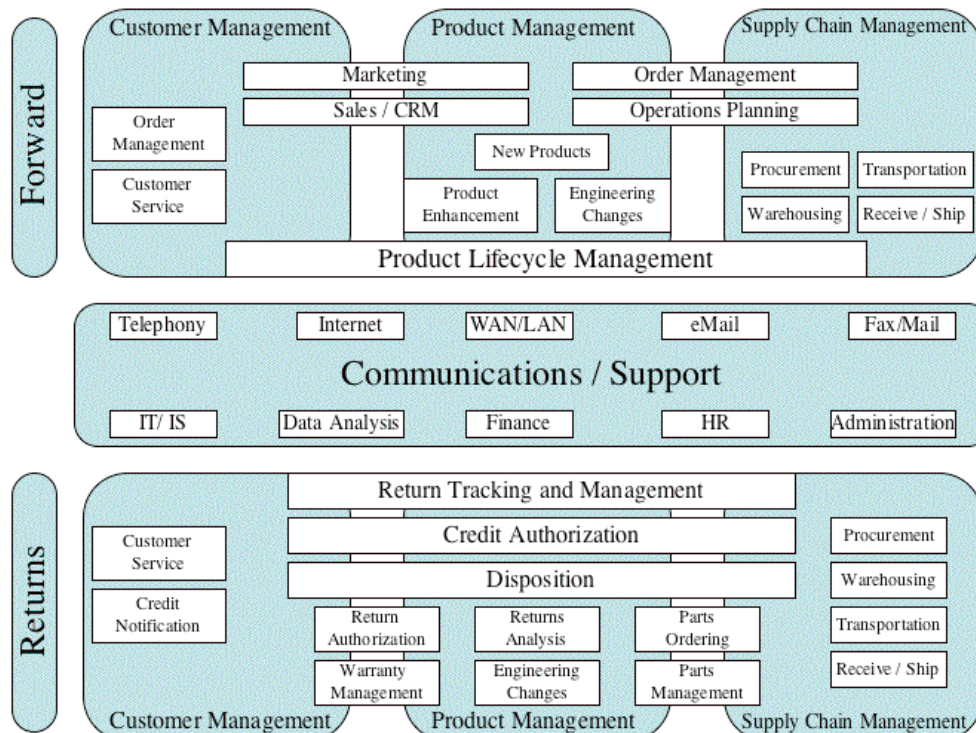 Forward
Customer Management
Product Management
Supply Chain Management
Marketing
Order Management
Sales / CRM
Operations Planning
Order
Management
Customer
Service
New Products
Product
Enhancement
Engineering
Changes
Procurement
Transportation
Warehousing
Receive / Ship
Product Lifecycle Management
Telephony
Internet
WAN/LAN
eMail
Fax/Mail
Communications / Support
IT/ IS
Data Analysis
Finance
HR
Administration
Returns
Return Tracking and Management
Credit Authorization
Disposition
Customer
Service
Credit
Notification
Return
Authorization
Returns
Analysis
Parts
Ordering
Warranty
Management
Engineering
Changes
Parts
Management
Procurement
Warehousing
Transportation
Receive / Ship
Customer Management
Product Management
Supply Chain Management